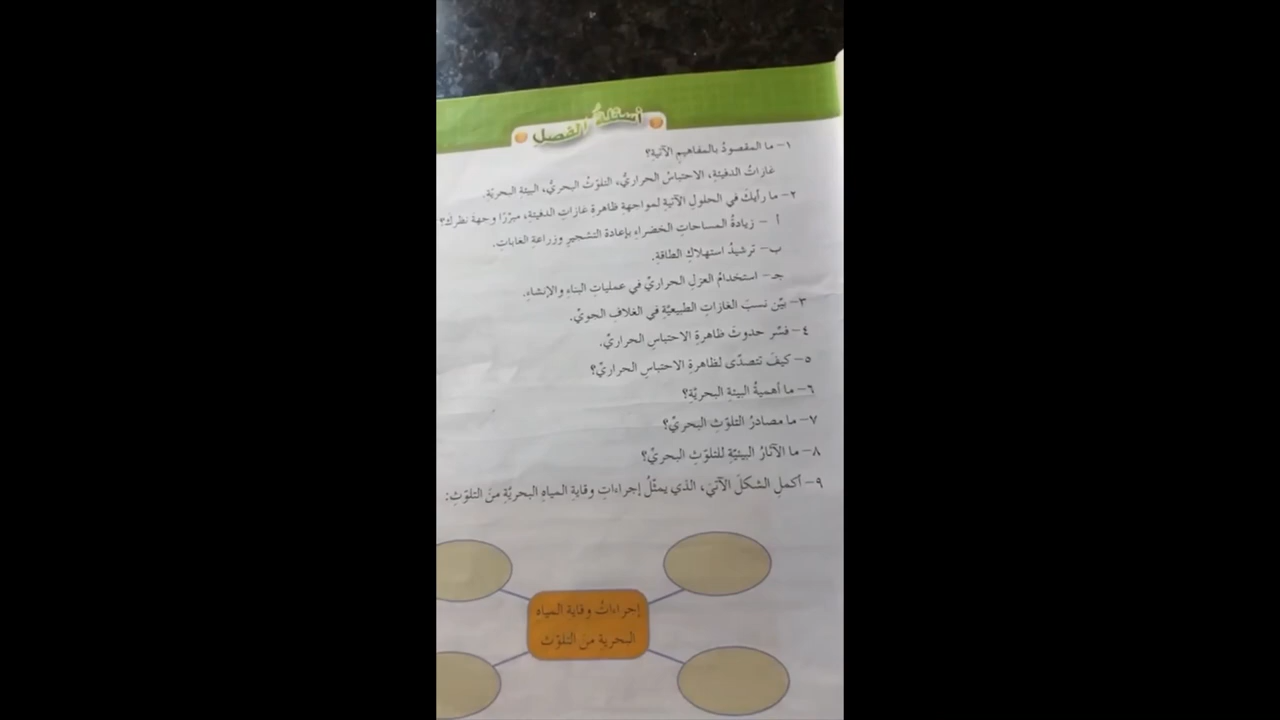 أسئلةُ الفصلِ
١- ما المقصودُ بالمفاهيمِ الآتيةِ؟
غازاتُ الدفيئةِ، الاحتباسُ الحراريُّ، التلوّثُ البحريُّ، البيئةِ البحريّةِ.
٢- ما رأيكَ في الحلولِ الآتيةِ لمواجهةِ ظاهرةِ غازاتِ الدفيئةِ، مبرّرًا وجهةَ نظركَ؟
أ - زيادةُ المساحاتِ الخضراءِ بإعادةِ التشجيرِ وزراعةِ الغاباتِ.
ب- ترشيدُ استهلاكِ الطاقةِ.
جـ- استخدامُ العزلِ الحراريِّ في عملياتِ البناءِ والإنشاءِ.
٣- بيّن نسبَ الغازاتِ الطبيعيَّةِ في الغلافِ الجويِّ.
٤- فسّر حدوثَ ظاهرةِ الاحتباسِ الحراريِّ.
٥- كيفَ تتصدّى لظاهرةِ الاحتباسِ الحراريِّ؟
٦- ما أهميةُ البيئةِ البحريَّةِ؟
٧- ما مصادرُ التلوّثِ البحريِّ؟
٨- ما الآثارُ البيئيّةِ للتلوّثِ البحريِّ؟
٩- أكملِ الشكلَ الآتيَ، الذي يمثّلُ إجراءاتِ وقايةِ المياهِ البحريَّةِ منَ التلوّثِ:
إجراءاتُ وقاية المياه
البحريةِ منَ التلوّث